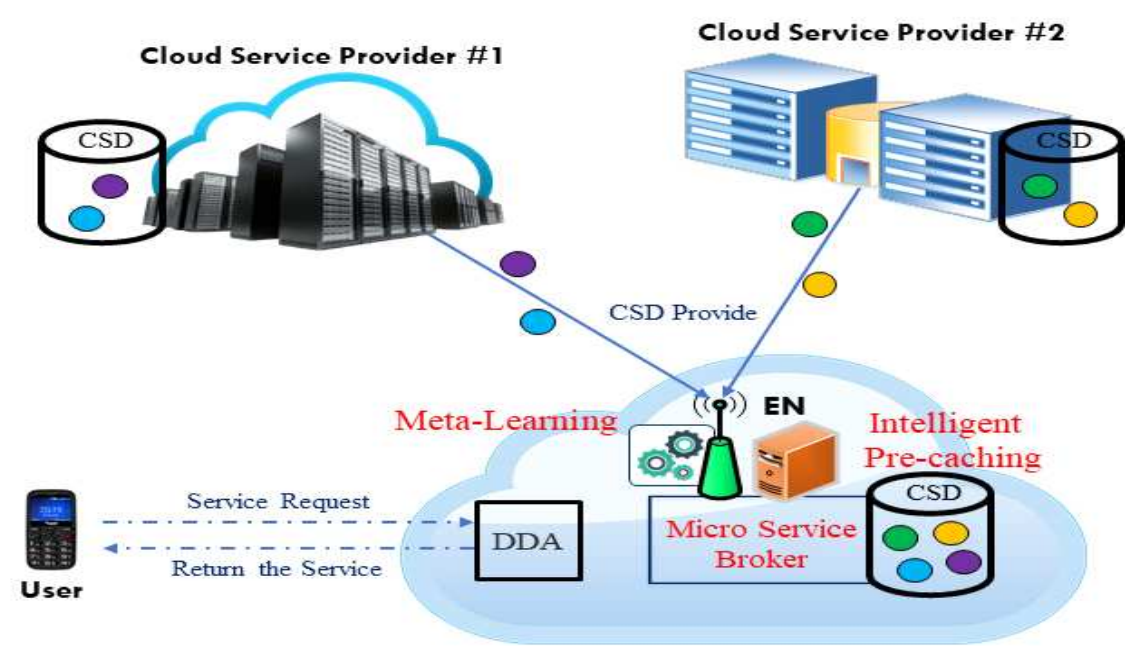 Cloud Service Provider #1
Cloud Service Provider #2
CSD
CSD
CSD Provide
Meta-Learning
EN
Intelligent
Pre-caching
CSD
Service Request
DDA
Micro Service
Broker
Return the Service
User